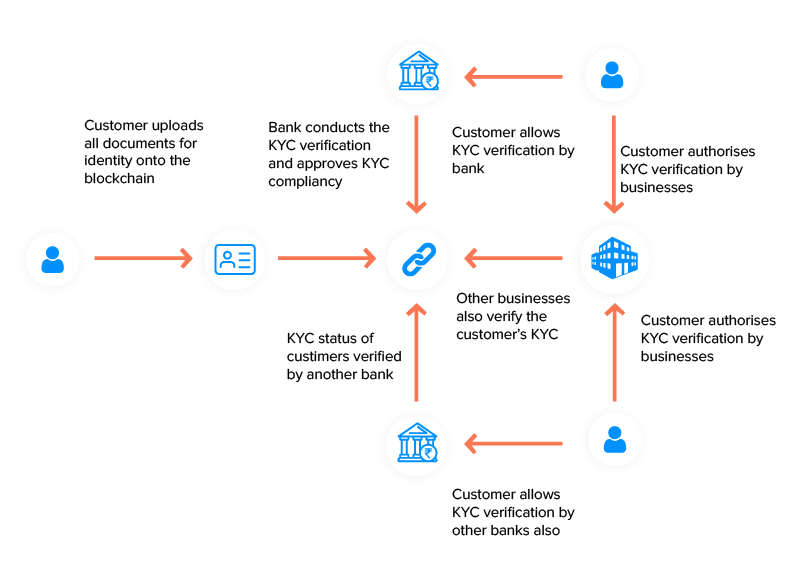 Customer uploads
all documents for
identity onto the
blockchain
Bank conducts the
KYC verification
and approves KYC
compliancy
Customer allows
KYC verification by
bank
Customer authorises
KYC verification by
businesses
Other businesses
also verify the
customer's KYC
KYC status of
custimers verified
by another bank
Customer authorises
KYC verification by
businesses
Customer allows
KYC verification by
other banks also
₹
₹